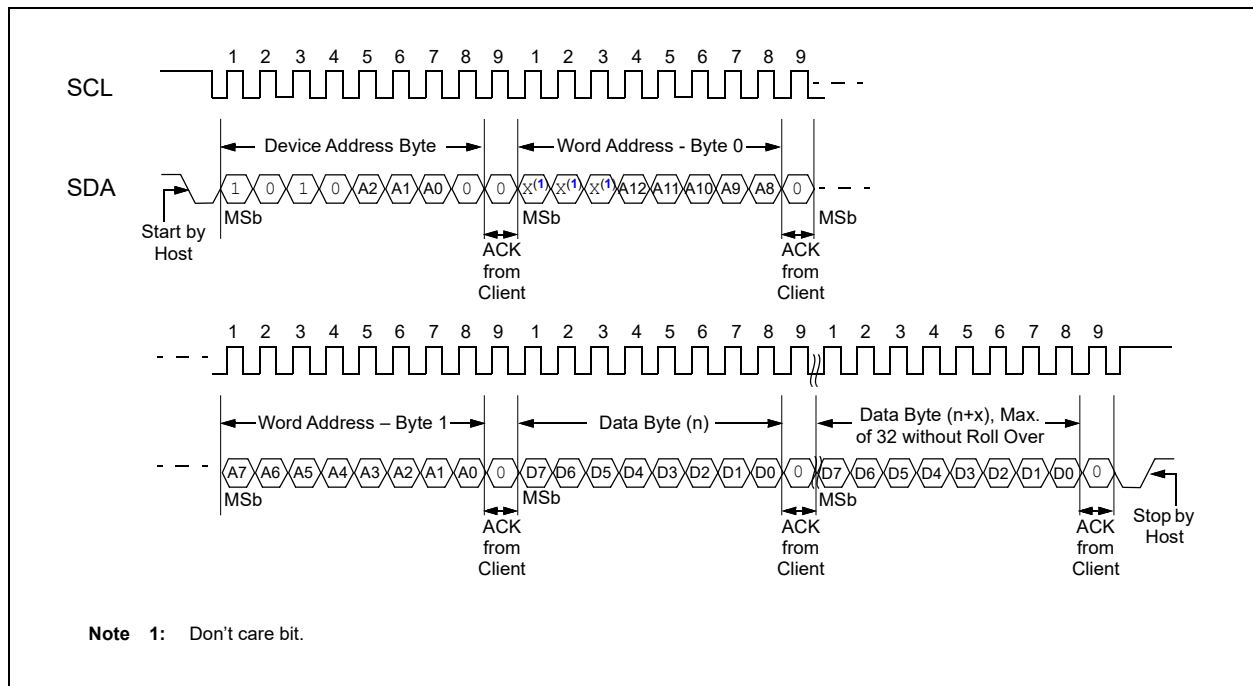 1 2 3 4 5 6 7 8 9 1 2 3 4 5 6 7 8 9
SCL
Device Address Byte Word Address - Byte 0
SDA 1 0 1 0 A2 A1 A0 0 0 X(1) X(1) X(1) A12 A11 A10 A9 A8 0
MSb MSb MSb
Start by
Host
ACK
from
Client
ACK
from
Client
1 2 3 4 5 6 7 8 9 1 2 3 4 5 6 7 8 9 1 2 3 4 5 6 7 8 9
Word Address – Byte 1 Data Byte (n) Data Byte (n+x), Max.
of 32 without Roll Over
A7 A6 A5 A4 A3 A2 A1 A0 0 D7 D6 D5 D4 D3 D2 D1 D0 0 D7 D6 D5 D4 D3 D2 D1 D0 0
MSb MSb MSb
ACK
from
Client
ACK
from
Client
ACK
from
Client
Stop by
Host
Note 1: Don't care bit.